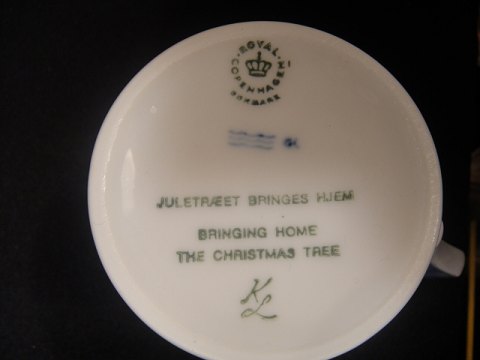 ROYAL
COPENHAGEN
DENMARK
JULETRÆET BRINGES HJEM
BRINGING HOME
THE CHRISTMAS TREE
KL